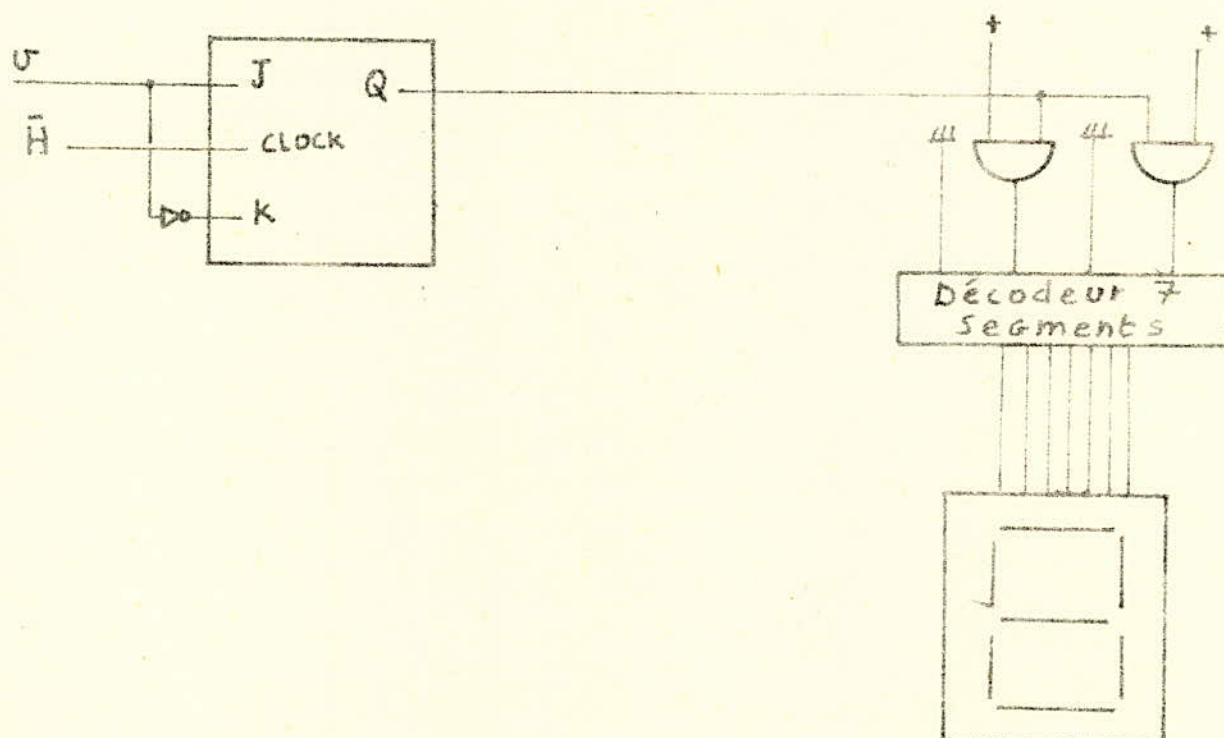 +
+
U
J
Q
H̄
CLOCK
K
Décodeur 7
Segments